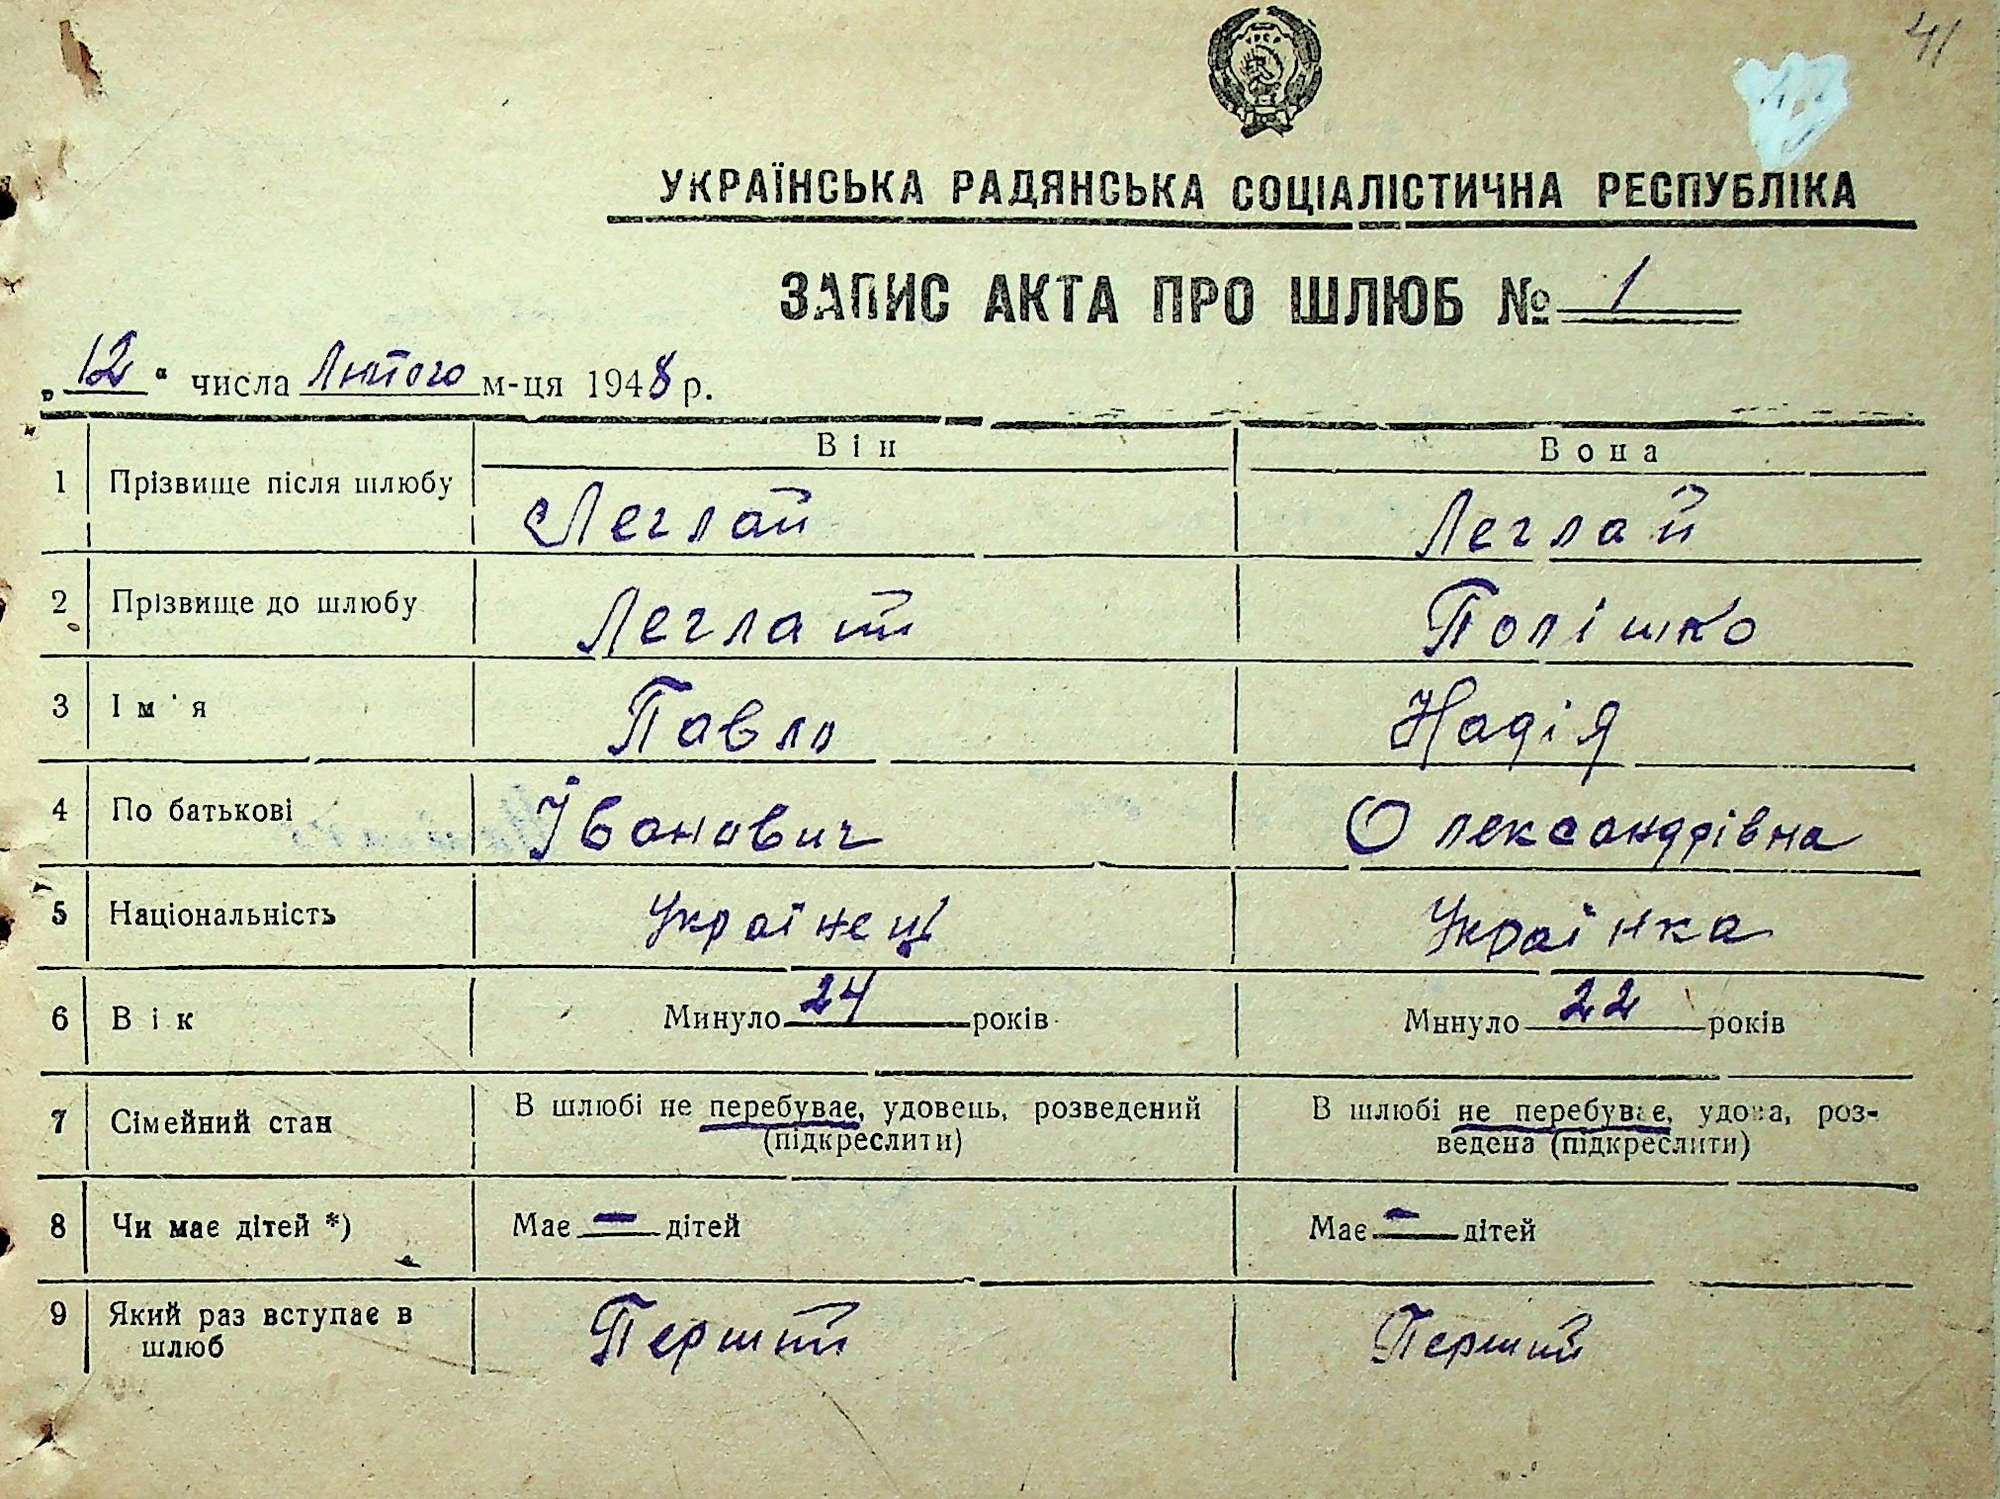 41
УКРАЇНСЬКА РАДЯНСЬКА СОЦІАЛІСТИЧНА РЕСПУБЛІКА
ЗАПИС АКТА ПРО ШЛЮБ № 1
„12“ числа Лютого м-ця 1948 р.
Він Вона
1 Прізвище після шлюбу Леглай Леглай
2 Прізвище до шлюбу Леглай Попішко
3 Ім'я Павло Надія
4 По батькові Іванович Олександрівна
5 Національність Українец Українка
6 Вік Минуло 24 років Минуло 22 років
7 Сімейний стан В шлюбі не перебуває, удовець, розведений В шлюбі не перебуває, удова, роз-
(підкреслити) ведена (підкреслити)
8 Чи має дітей *) Має — дітей Має — дітей
9 Який раз вступає в Перший Перший
шлюб